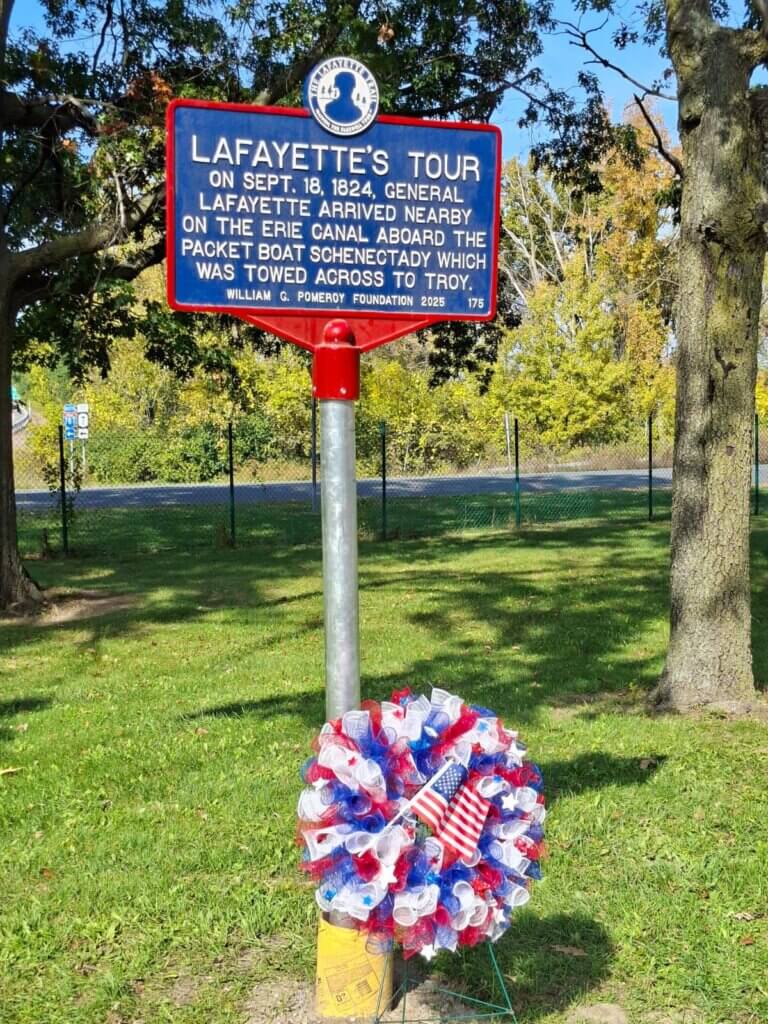 THE LAFAYETTE TRAIL
LAFAYETTE'S TOUR
ON SEPT. 18, 1824, GENERAL
LAFAYETTE ARRIVED NEARBY
ON THE ERIE CANAL ABOARD THE
PACKET BOAT SCHENECTADY WHICH
WAS TOWED ACROSS TO TROY.
WILLIAM G. POMEROY FOUNDATION 2025 175